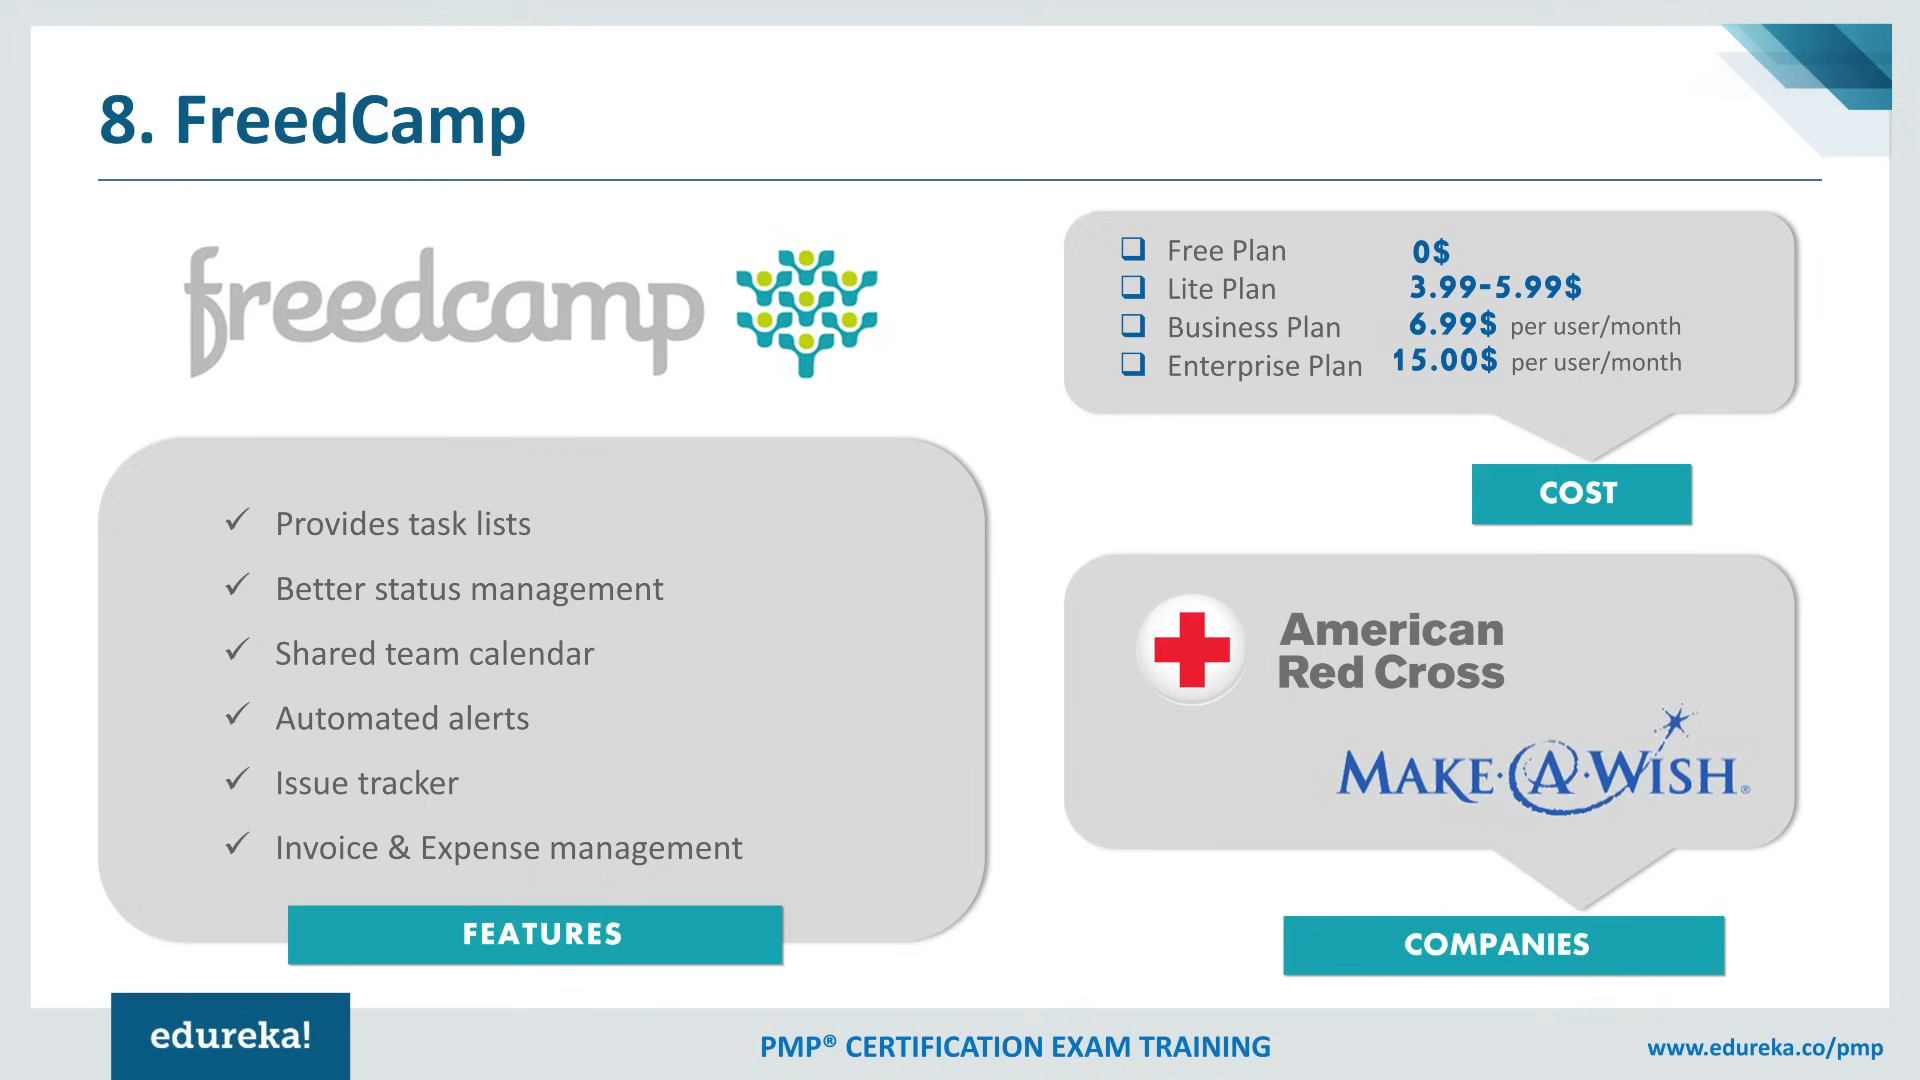 8. FreedCamp
freedcamp
Free Plan 0$
Lite Plan 3.99-5.99$
Business Plan 6.99$ per user/month
Enterprise Plan 15.00$ per user/month
COST
Provides task lists
Better status management
Shared team calendar
Automated alerts
Issue tracker
Invoice & Expense management
FEATURES
American
Red Cross
MAKE·A·WISH®
COMPANIES
edureka!
PMP® CERTIFICATION EXAM TRAINING
www.edureka.co/pmp